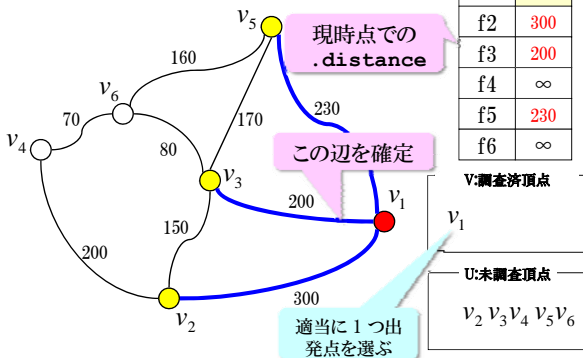 現時点での
.distance
f2 300
f3 200
f4 ∞
f5 230
f6 ∞
v5
160
v6
70
v4
170
230
80
この辺を確定
v3
200
v1
150
200
300
v2
V:調査済頂点
v1
U:未調査頂点
v2 v3 v4 v5 v6
適当に１つ出
発点を選ぶ